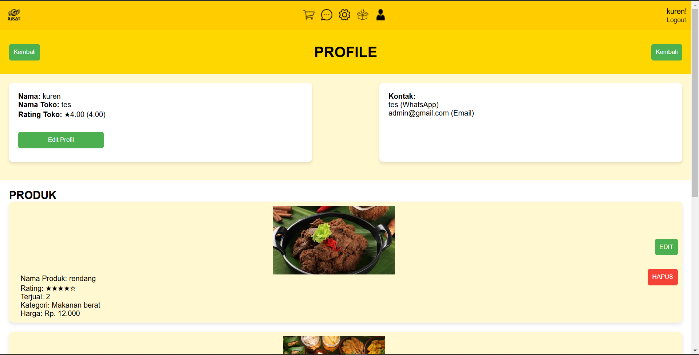 kuren!
Logout
Kembali
PROFILE
Kembali
Nama: kuren
Nama Toko: tes
Rating Toko: ★4.00 (4.00)
Edit Profil
Kontak:
tes (WhatsApp)
admin@gmail.com (Email)
PRODUK
EDIT
HAPUS
Nama Produk: rendang
Rating: ★★★★☆
Terjual: 2
Kategori: Makanan berat
Harga: Rp. 12.000